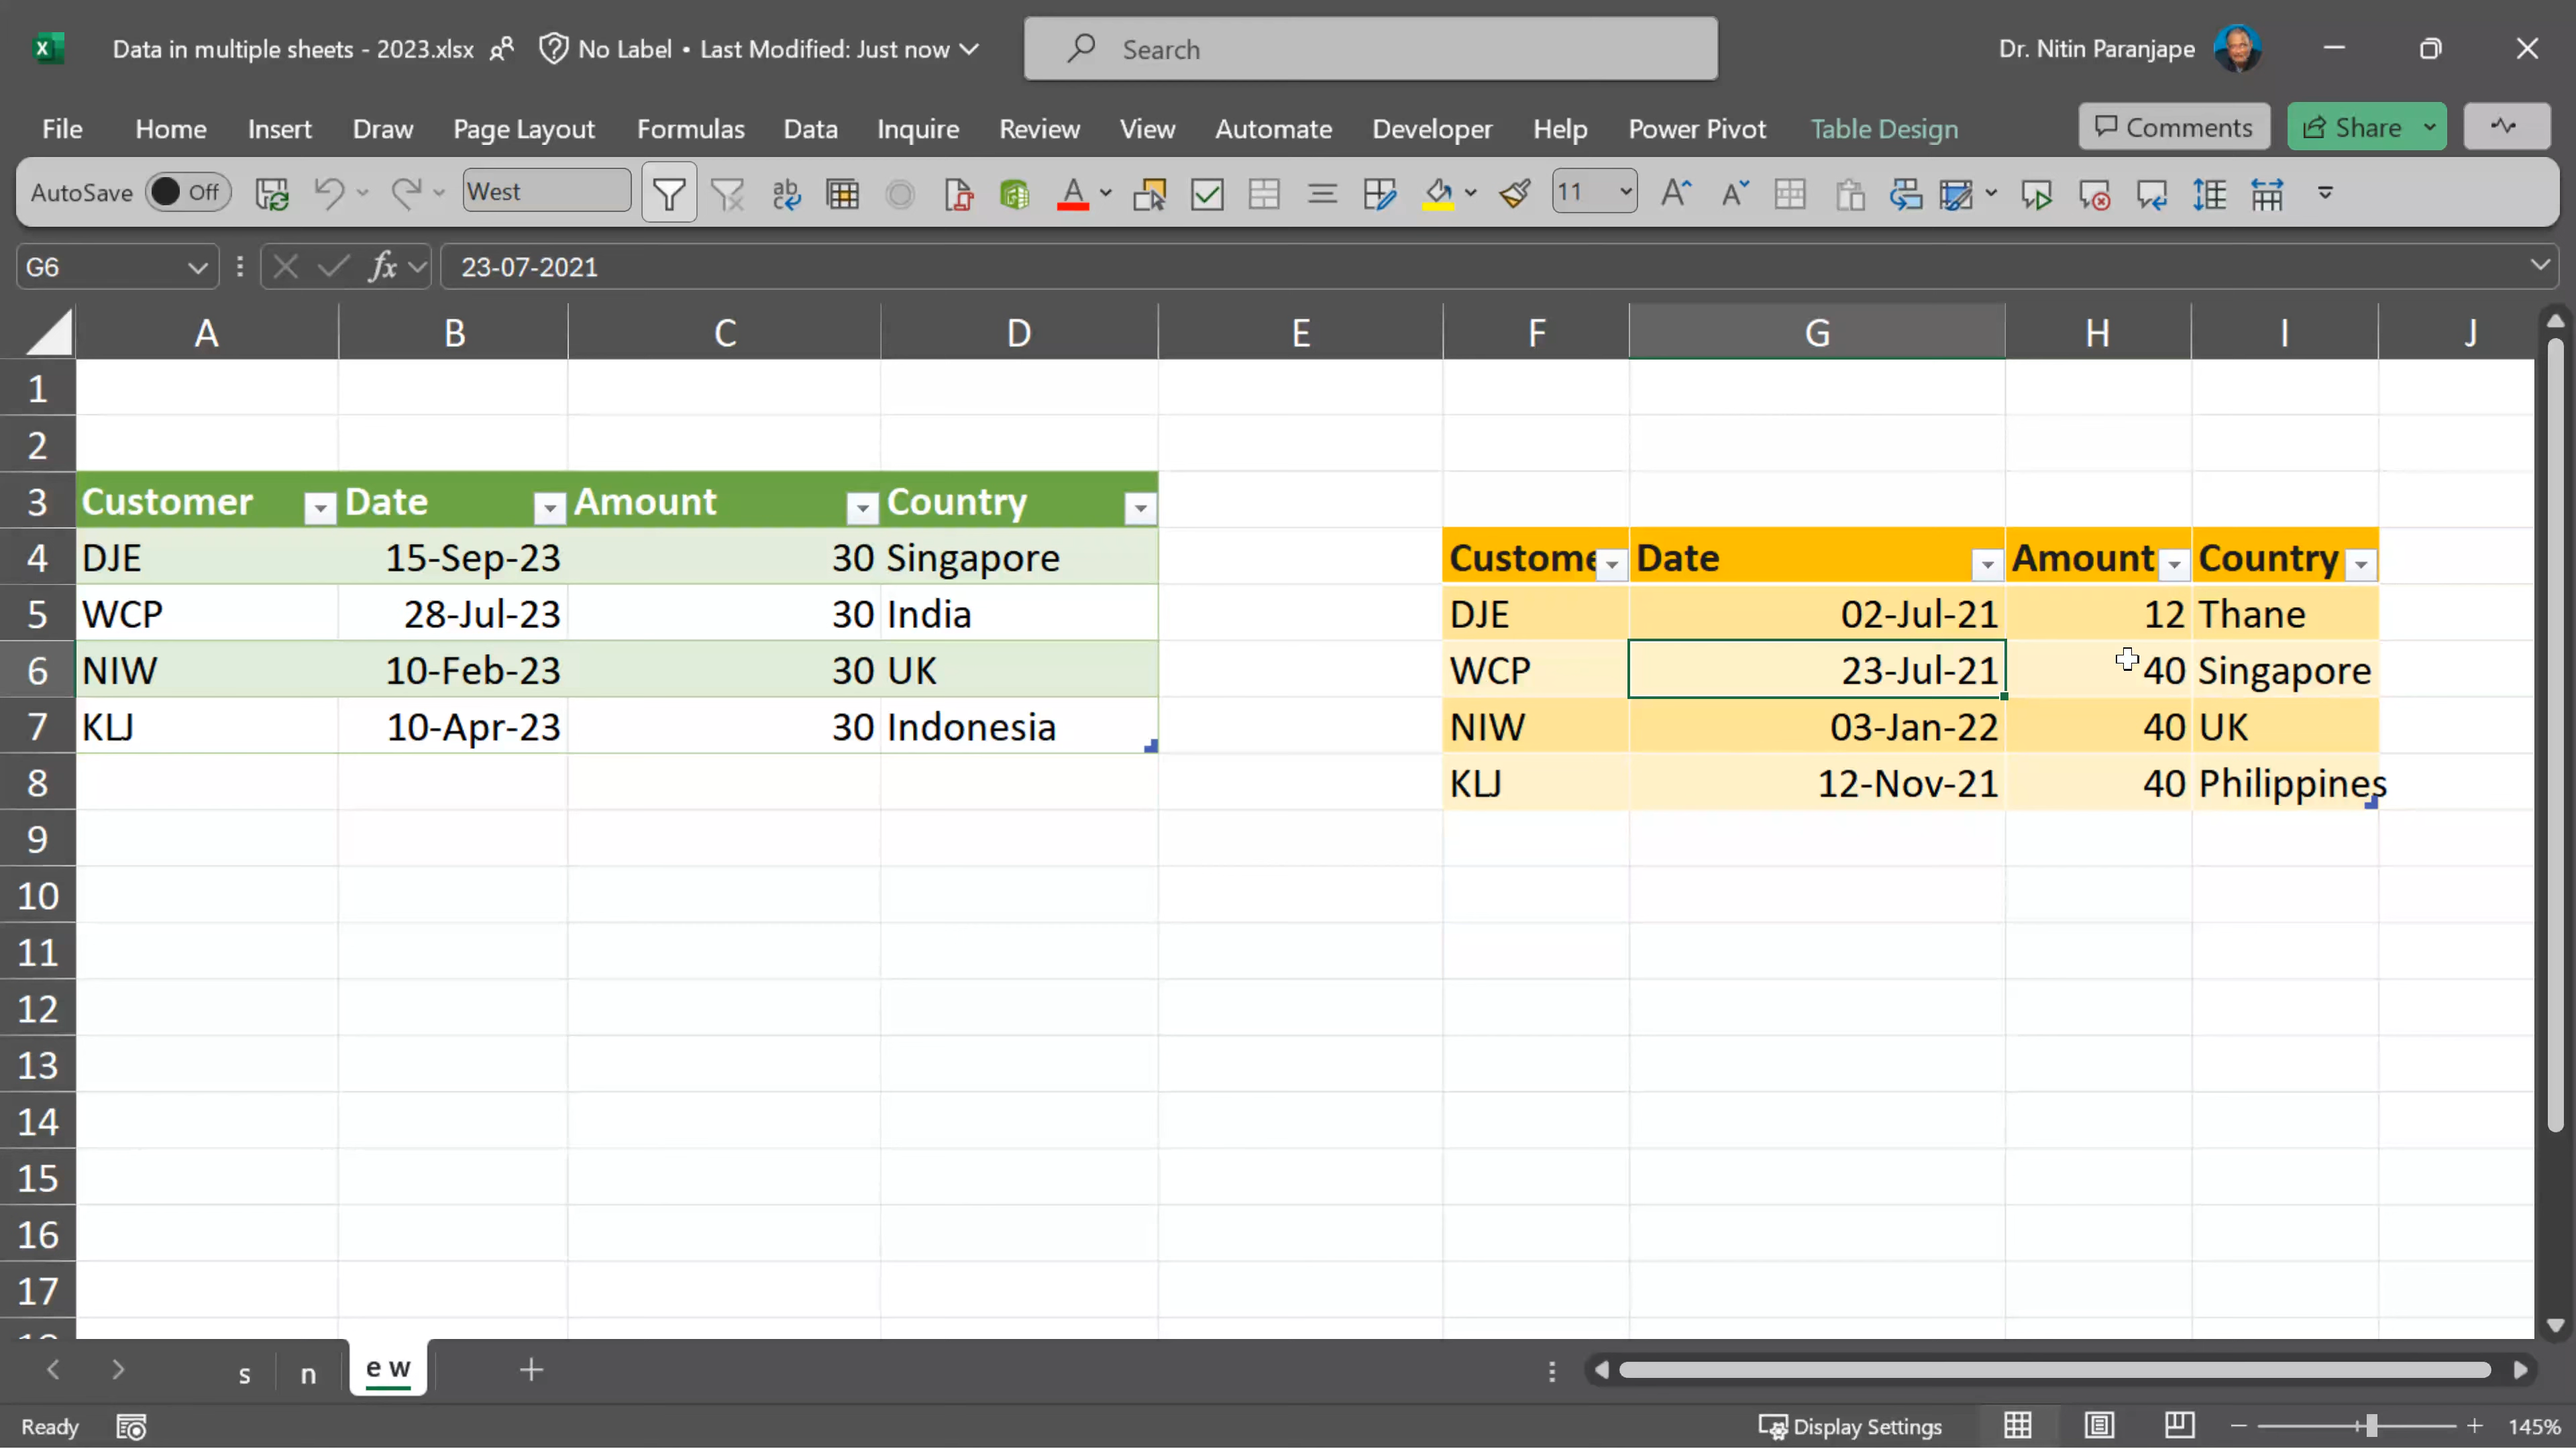 Data in multiple sheets - 2023.xlsx No Label • Last Modified: Just now Search Dr. Nitin Paranjape
File Home Insert Draw Page Layout Formulas Data Inquire Review View Automate Developer Help Power Pivot Table Design Comments Share
AutoSave Off West ab A 11 A A
G6 fx 23-07-2021
A B C D E F G H I J
1
2
3 Customer Date Amount Country
4 DJE 15-Sep-23 30 Singapore Custome Date Amount Country
5 WCP 28-Jul-23 30 India DJE 02-Jul-21 12 Thane
6 NIW 10-Feb-23 30 UK WCP 23-Jul-21 40 Singapore
7 KLJ 10-Apr-23 30 Indonesia NIW 03-Jan-22 40 UK
8 KLJ 12-Nov-21 40 Philippines
9
10
11
12
13
14
15
16
17
s n e w
Ready Display Settings 145%